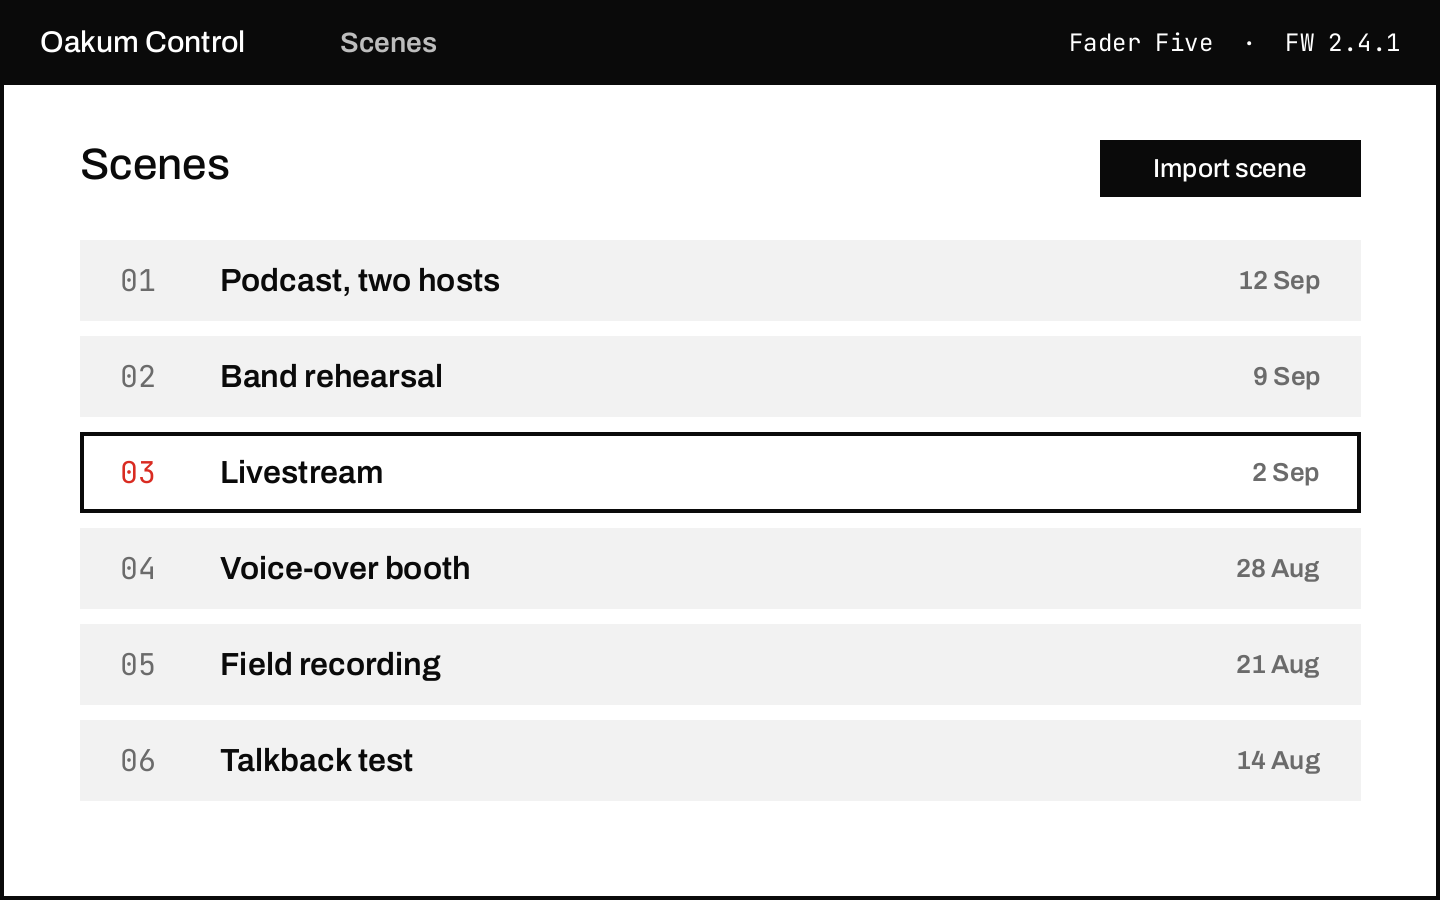 Oakum Control Scenes Fader Five · FW 2.4.1
Scenes Import scene
01 Podcast, two hosts 12 Sep
02 Band rehearsal 9 Sep
03 Livestream 2 Sep
04 Voice-over booth 28 Aug
05 Field recording 21 Aug
06 Talkback test 14 Aug